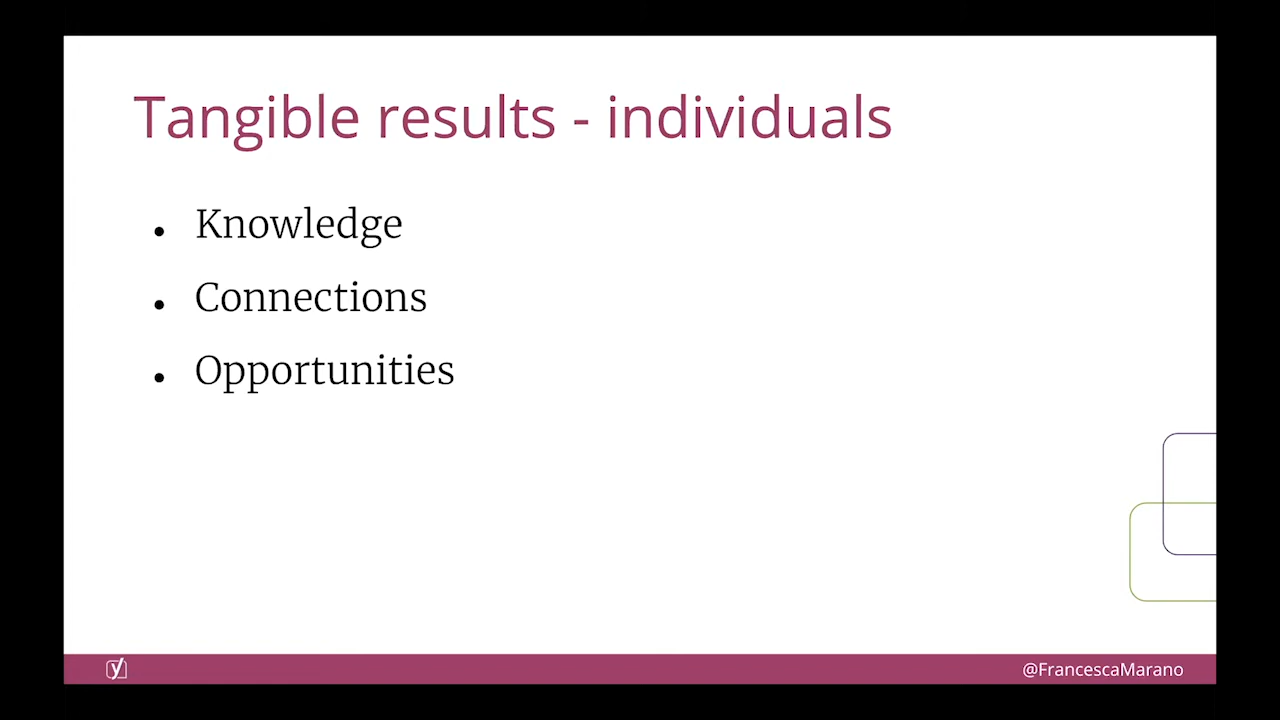 Tangible results - individuals
• Knowledge
• Connections
• Opportunities
y
@FrancescaMarano